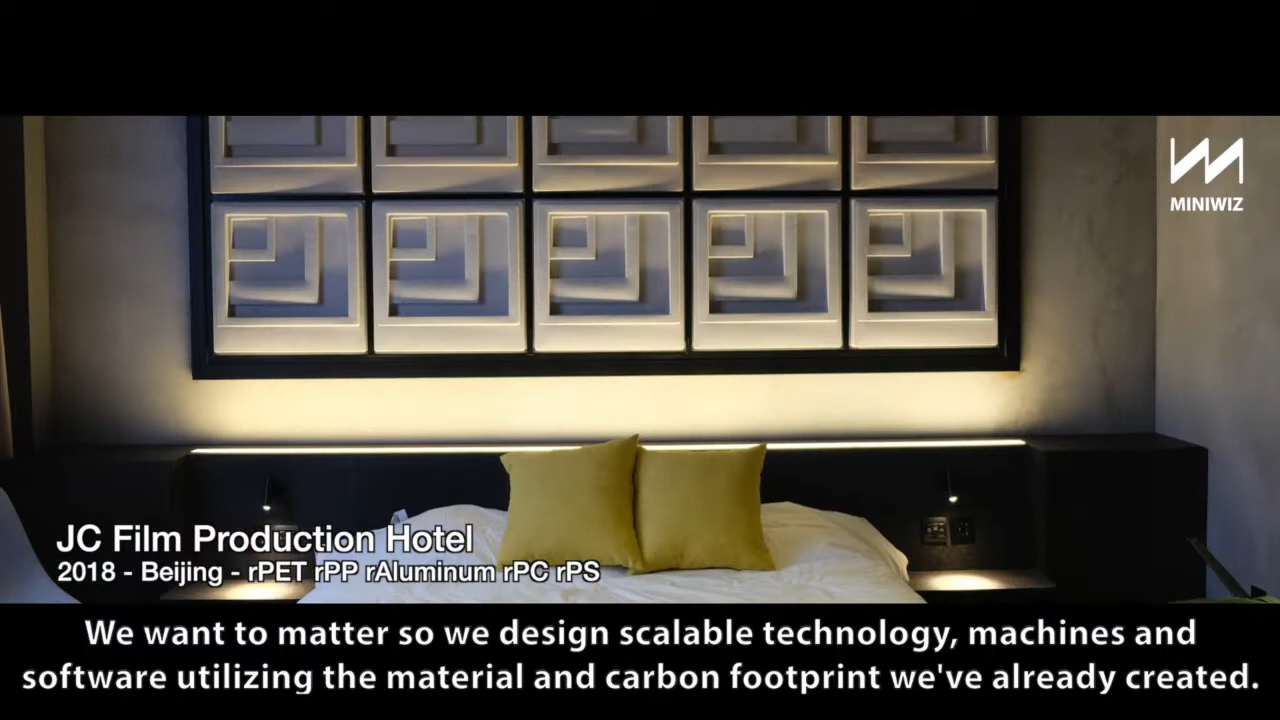 MINIWIZ
JC Film Production Hotel
2018 - Beijing - rPET rPP rAluminum rPC rPS
We want to matter so we design scalable technology, machines and
software utilizing the material and carbon footprint we've already created.